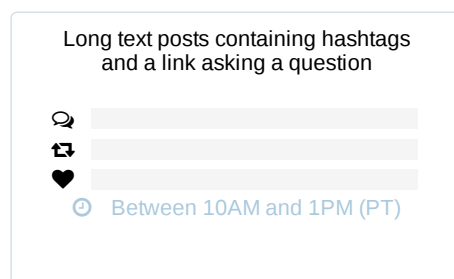 Long text posts containing hashtags
and a link asking a question
Between 10AM and 1PM (PT)